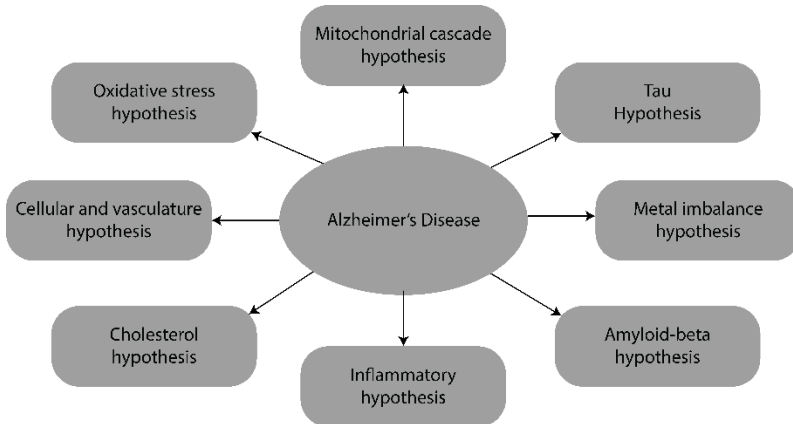 Mitochondrial cascade
hypothesis
Oxidative stress
hypothesis
Tau
Hypothesis
Cellular and vasculature
hypothesis
Alzheimer's Disease
Metal imbalance
hypothesis
Cholesterol
hypothesis
Amyloid-beta
hypothesis
Inflammatory
hypothesis